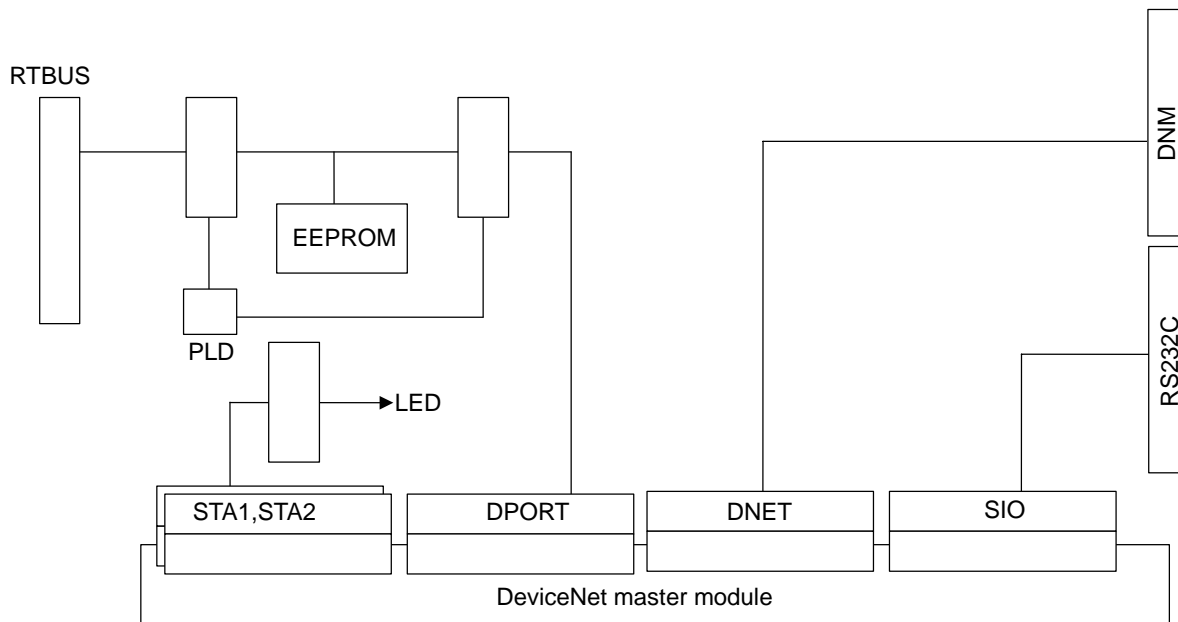 RTBUS
DNM
EEPROM
RS232C
PLD
LED
STA1,STA2
DPORT
DNET
SIO
DeviceNet master module